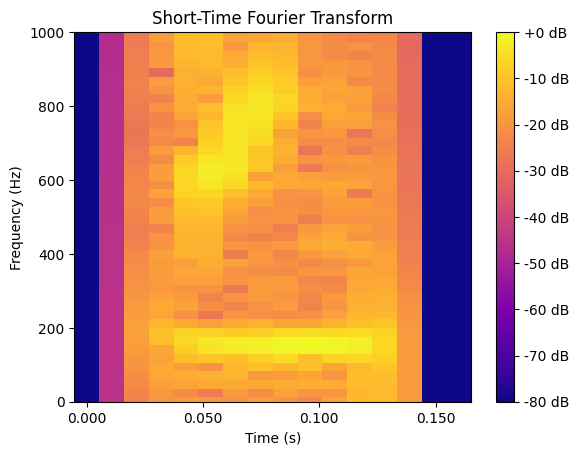 Short-Time Fourier Transform
1000
800
600
400
200
0
Frequency (Hz)
0.000
0.050
0.100
0.150
Time (s)
+0 dB
-10 dB
-20 dB
-30 dB
-40 dB
-50 dB
-60 dB
-70 dB
-80 dB